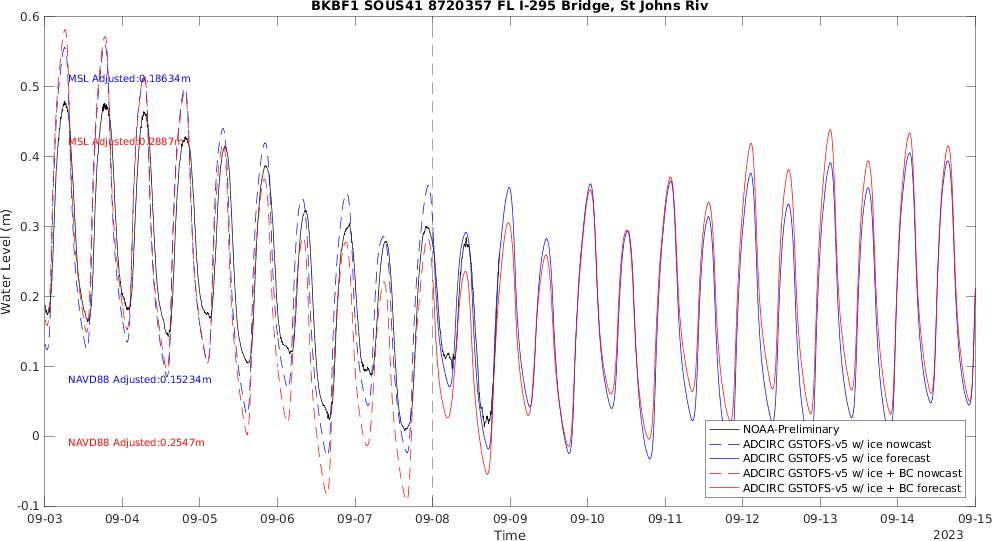 BKBF1 SOUS41 8720357 FL I-295 Bridge, St Johns Riv
0.6
0.5
0.4
0.3
0.2
0.1
0
-0.1
Water Level (m)
MSL Adjusted:0.18634m
MSL Adjusted:0.2887m
NAVD88 Adjusted:0.15234m
NAVD88 Adjusted:0.2547m
NOAA-Preliminary
ADCIRC GSTOFS-v5 w/ ice nowcast
ADCIRC GSTOFS-v5 w/ ice forecast
ADCIRC GSTOFS-v5 w/ ice + BC nowcast
ADCIRC GSTOFS-v5 w/ ice + BC forecast
09-03 09-04 09-05 09-06 09-07 09-08 09-09 09-10 09-11 09-12 09-13 09-14 09-15
Time
2023